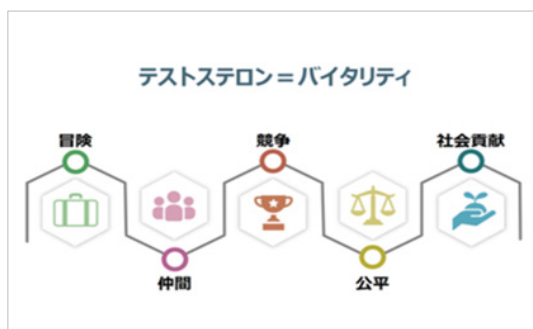 テストステロン＝バイタリティ
冒険
仲間
競争
公平
社会貢献